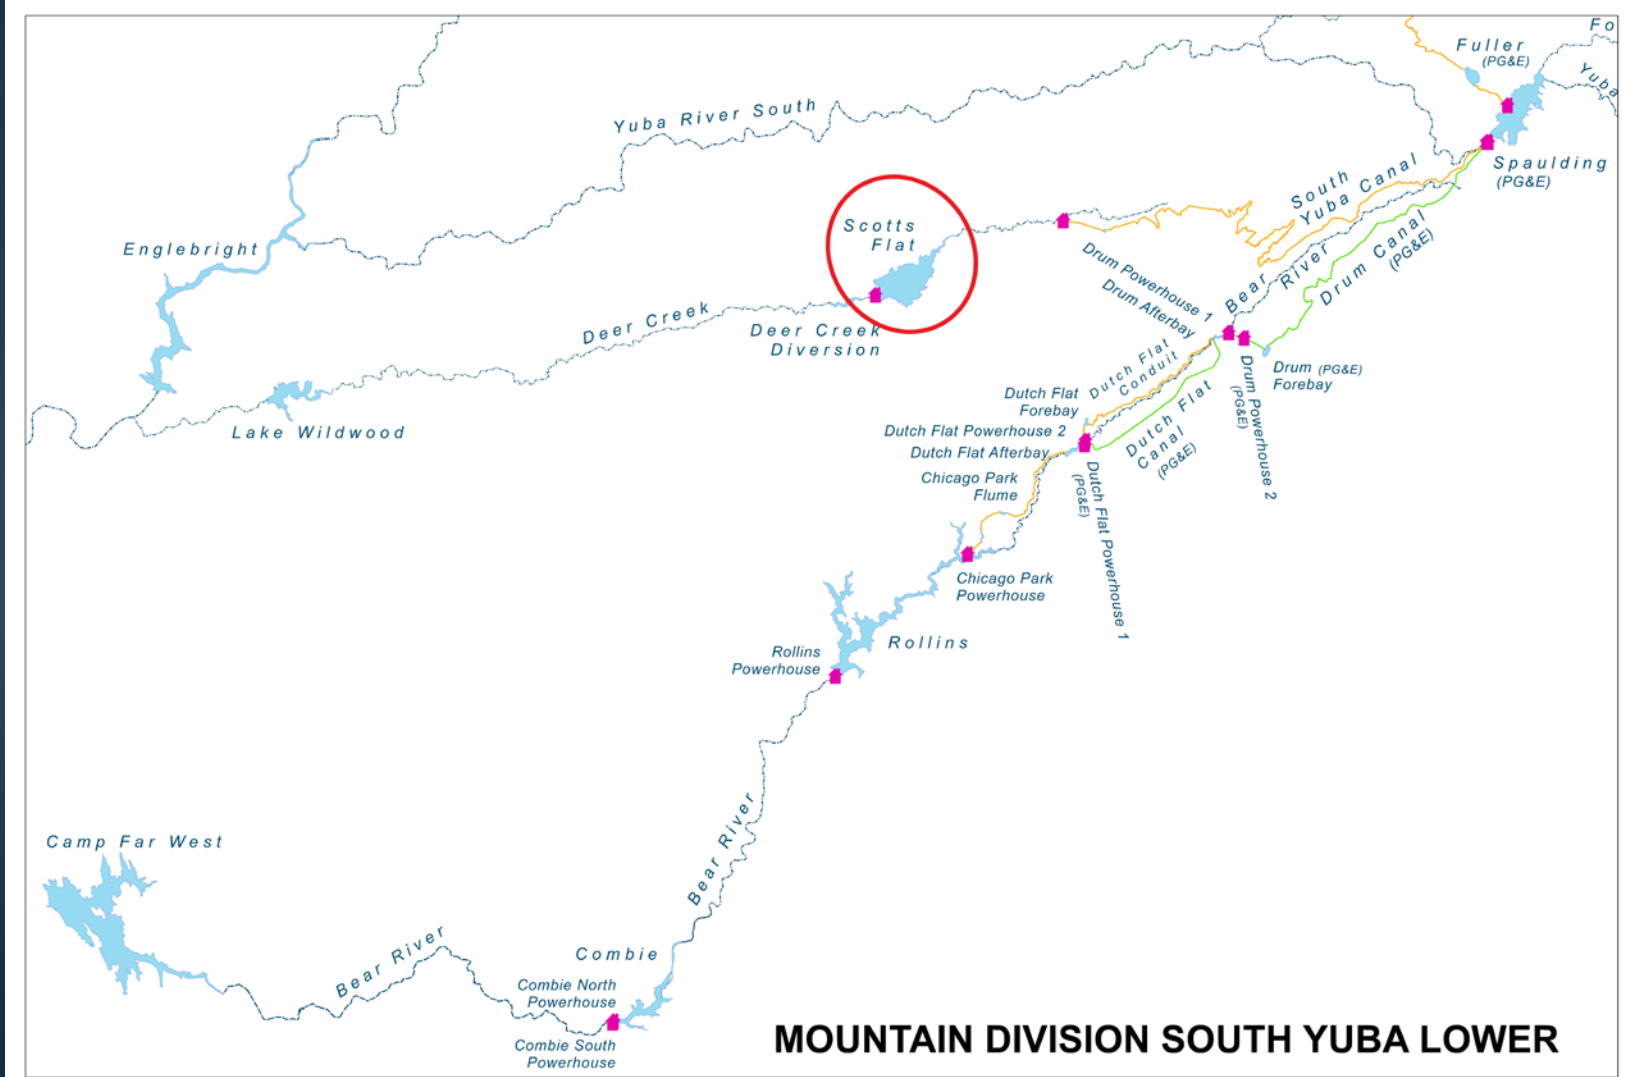 Fo
Fuller
(PG&E)
Yuba
Yuba River South
Spaulding
(PG&E)
South
Yuba Canal
Scotts
Flat
Englebright
Drum Powerhouse 1
Drum Afterbay
Bear
River
Drum Canal
(PG&E)
Deer Creek
Deer Creek
Diversion
Dutch Flat
Conduit
Drum (PG&E)
Forebay
Drum Powerhouse 2
(PG&E)
Dutch Flat
Forebay
Dutch Flat
Canal
(PG&E)
Lake Wildwood
Dutch Flat Powerhouse 2
Dutch Flat Afterbay
Dutch Flat Powerhouse 1
(PG&E)
Chicago Park
Flume
Chicago Park
Powerhouse
Rollins
Rollins
Powerhouse
Bear River
Camp Far West
Bear River
Combie
Combie North
Powerhouse
Combie South
Powerhouse
MOUNTAIN DIVISION SOUTH YUBA LOWER